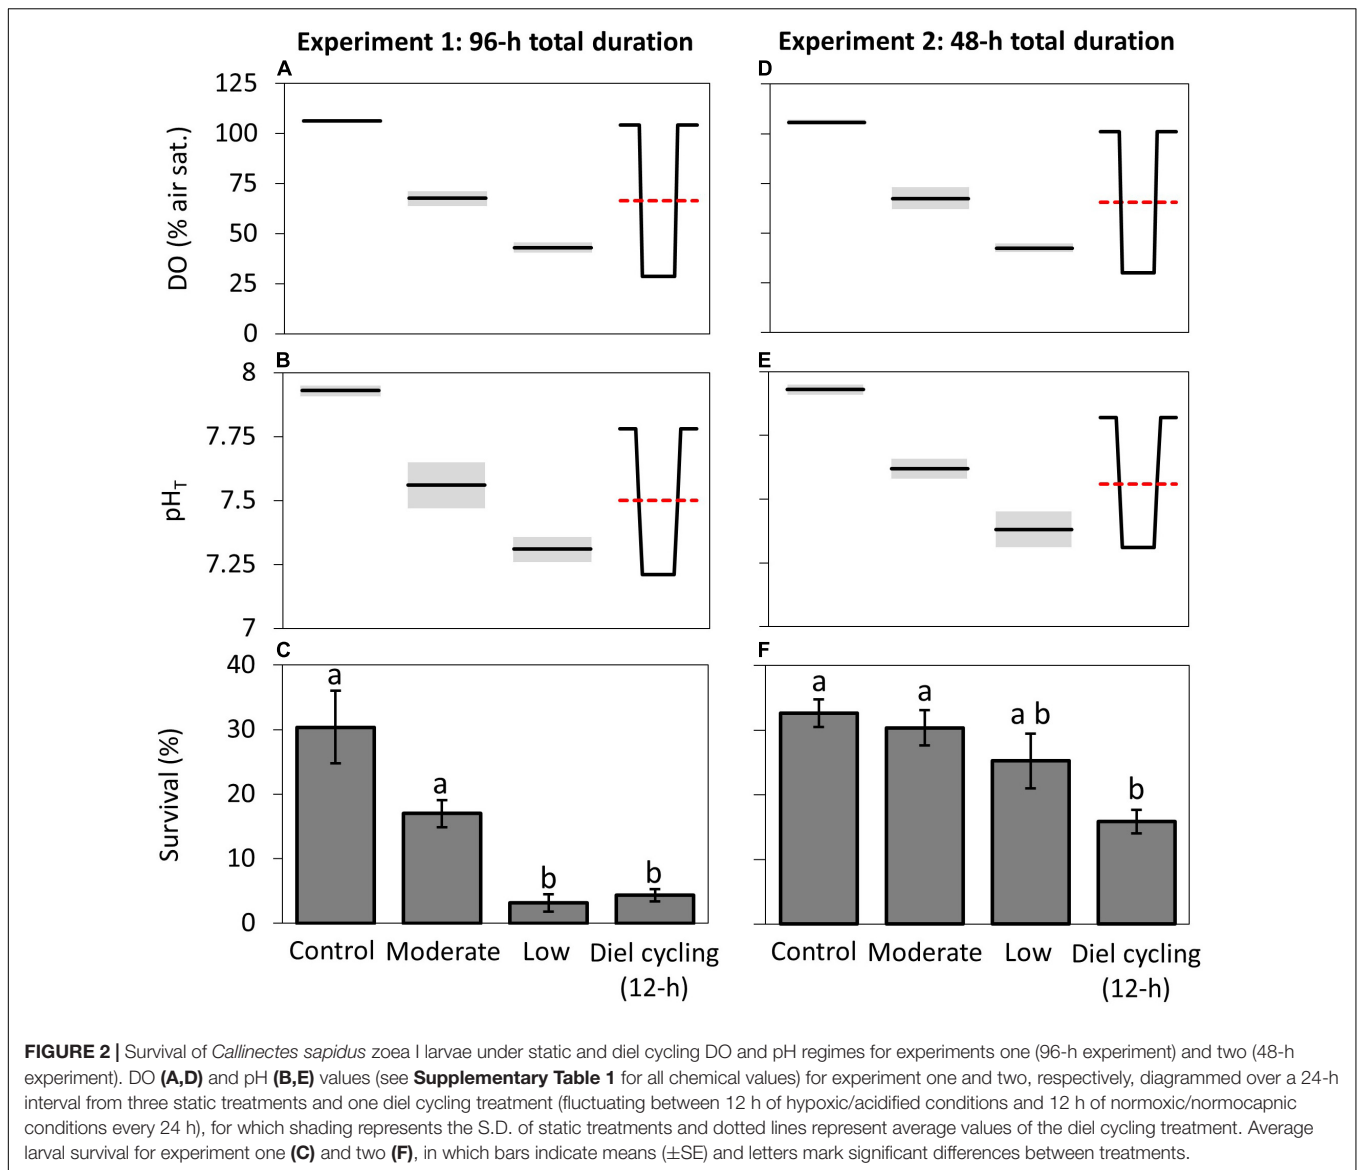 Experiment 1: 96-h total duration
Experiment 2: 48-h total duration
A
D
DO (% air sat.)
125
100
75
50
25
0
B
E
pH_T
8
7.75
7.5
7.25
7
C
F
Survival (%)
40
30
20
10
0
a
a
b
b
a
a
a b
b
Control Moderate Low Diel cycling
(12-h)
Control Moderate Low Diel cycling
(12-h)
FIGURE 2 | Survival of Callinectes sapidus zoea I larvae under static and diel cycling DO and pH regimes for experiments one (96-h experiment) and two (48-h
experiment). DO (A,D) and pH (B,E) values (see Supplementary Table 1 for all chemical values) for experiment one and two, respectively, diagrammed over a 24-h
interval from three static treatments and one diel cycling treatment (fluctuating between 12 h of hypoxic/acidified conditions and 12 h of normoxic/normocapnic
conditions every 24 h), for which shading represents the S.D. of static treatments and dotted lines represent average values of the diel cycling treatment. Average
larval survival for experiment one (C) and two (F), in which bars indicate means (±SE) and letters mark significant differences between treatments.